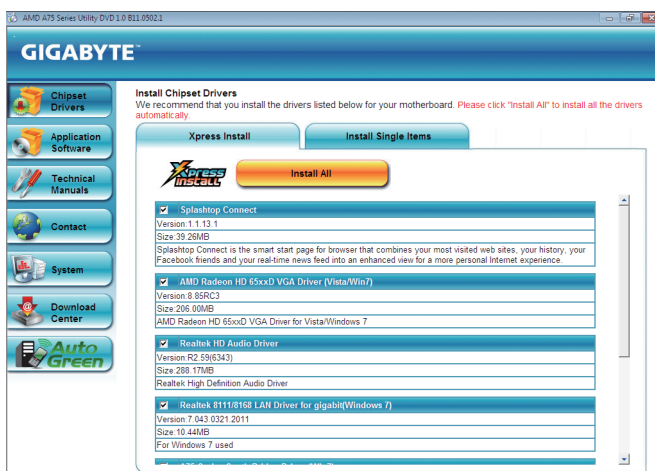 AMD A75 Series Utility DVD 1.0 B11.0502.1
GIGABYTE™
Chipset
Drivers
Application
Software
Technical
Manuals
Contact
System
Download
Center
Auto
Green
Install Chipset Drivers
We recommend that you install the drivers listed below for your motherboard. Please click "Install All" to install all the drivers
automatically.
Xpress Install
Install Single Items
Xpress
Install
Install All
Splashtop Connect
Version:1.1.13.1
Size:39.26MB
Splashtop Connect is the smart start page for browser that combines your most visited web sites, your history, your
Facebook friends and your real-time news feed into an enhanced view for a more personal Internet experience.
AMD Radeon HD 65xxD VGA Driver (Vista/Win7)
Version:8.85RC3
Size:206.00MB
AMD Radeon HD 65xxD VGA Driver for Vista/Windows 7
Realtek HD Audio Driver
Version:R2.59(6343)
Size:288.17MB
Realtek High Definition Audio Driver
Realtek 8111/8168 LAN Driver for gigabit(Windows 7)
Version:7.043.0321.2011
Size:10.44MB
For Windows 7 used